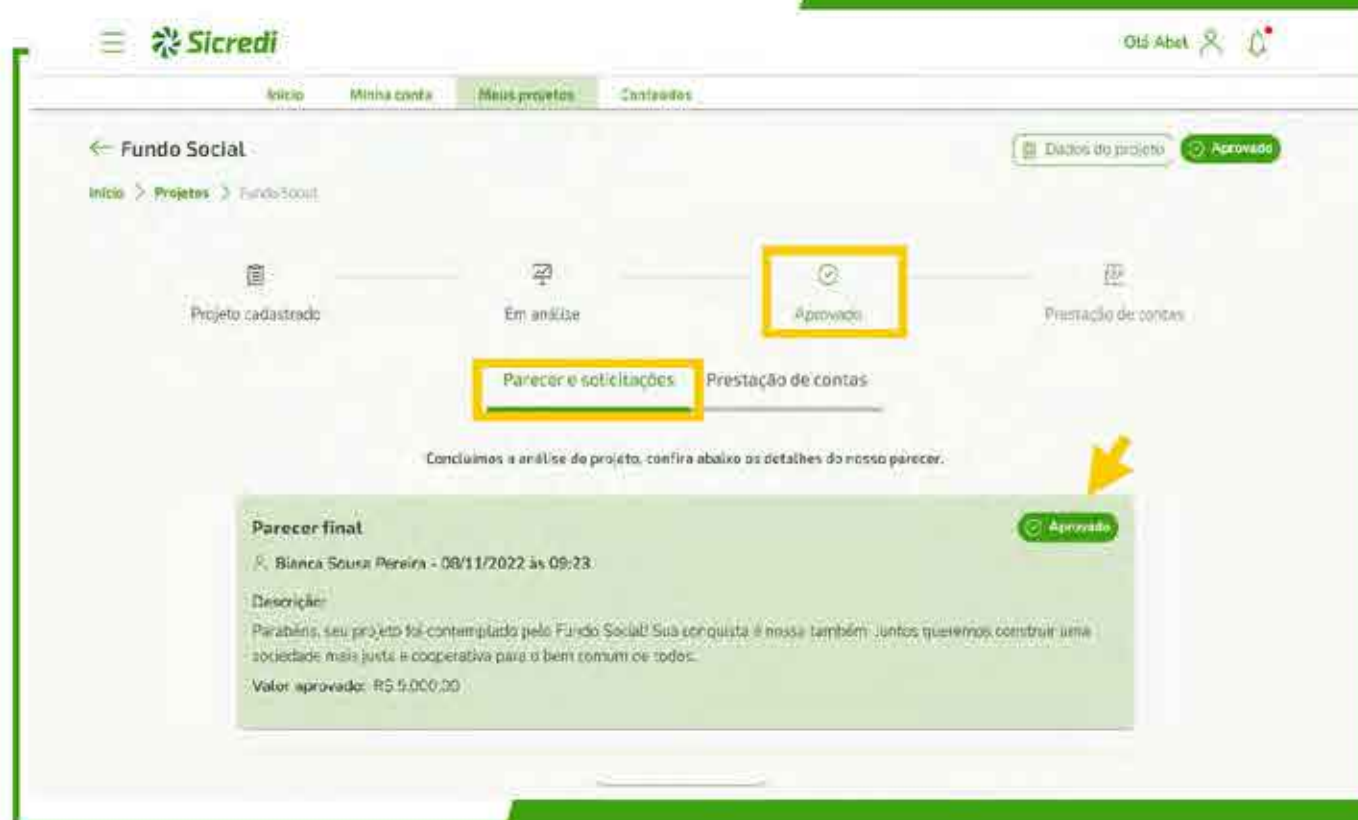 Sicredi
Olá Abel
Início Minha conta Meus projetos Conteúdos
Fundo Social
Dados do projeto Aprovado
Início > Projetos > Fundo Social
Projeto cadastrado Em análise Aprovado Prestação de contas
Parecer e solicitações Prestação de contas
Concluímos a análise do projeto, confira abaixo os detalhes do nosso parecer.
Parecer final Aprovado
Bianca Sousa Pereira - 08/11/2022 às 09:23
Descrição:
Parabéns, seu projeto foi contemplado pelo Fundo Social! Sua conquista é nossa também. Juntos queremos construir uma
sociedade mais justa e cooperativa para o bem comum de todos.
Valor aprovado: R$ 5.000,00